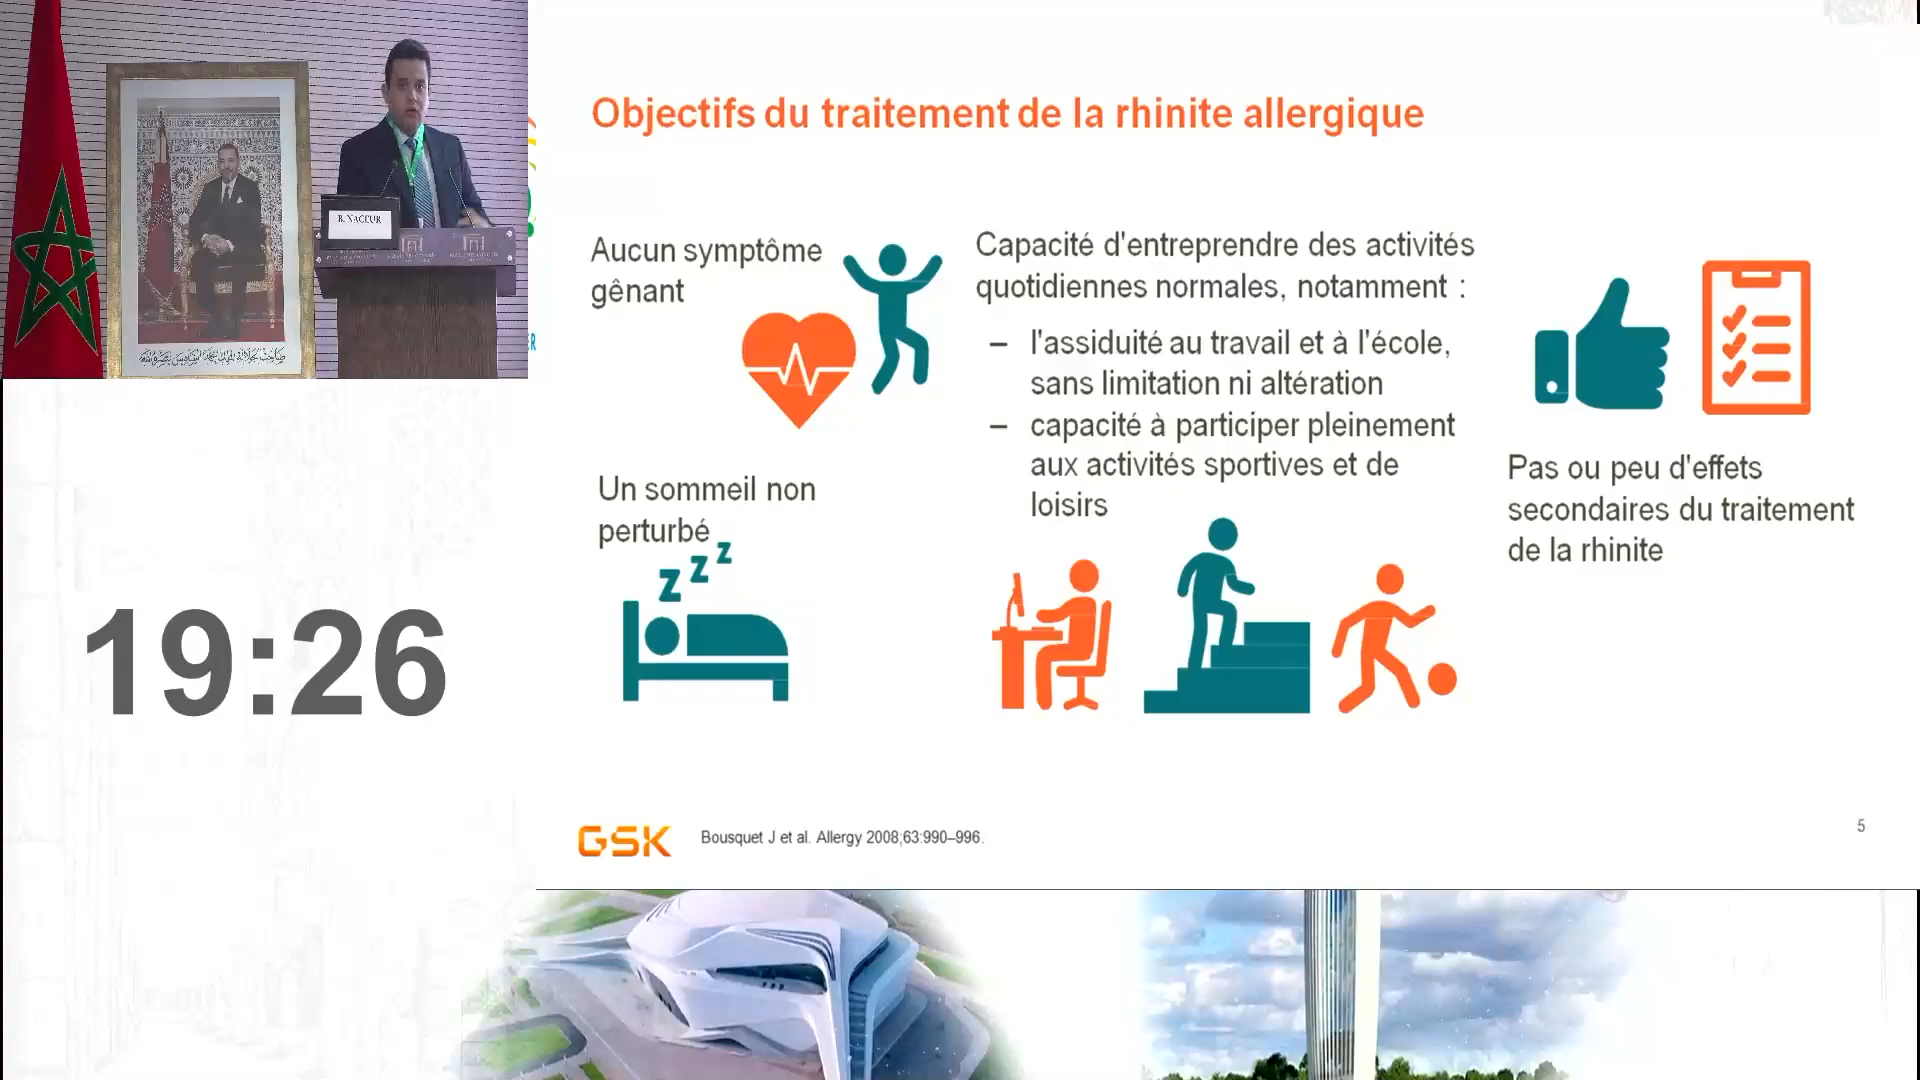 B. NACEUR
Objectifs du traitement de la rhinite allergique
Aucun symptôme
gênant
Un sommeil non
perturbé
z z z
Capacité d'entreprendre des activités
quotidiennes normales, notamment :
– l'assiduité au travail et à l'école,
sans limitation ni altération
– capacité à participer pleinement
aux activités sportives et de
loisirs
Pas ou peu d'effets
secondaires du traitement
de la rhinite
19:26
GSK
Bousquet J et al. Allergy 2008;63:990–996.
5